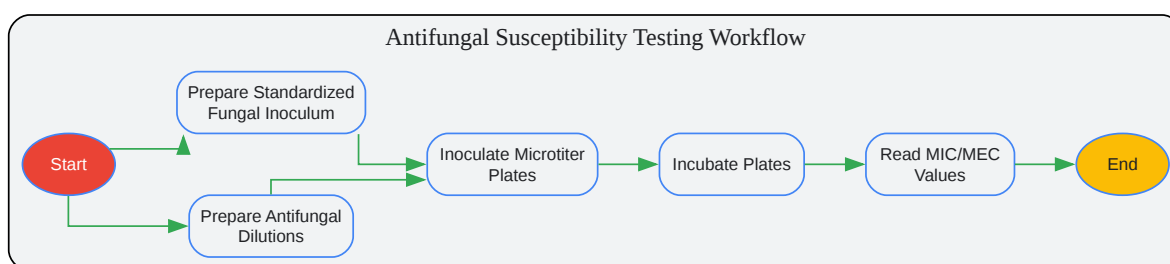 Antifungal Susceptibility Testing Workflow
Prepare Standardized
Fungal Inoculum
Start
Inoculate Microtiter
Plates
Incubate Plates
Read MIC/MEC
Values
End
Prepare Antifungal
Dilutions